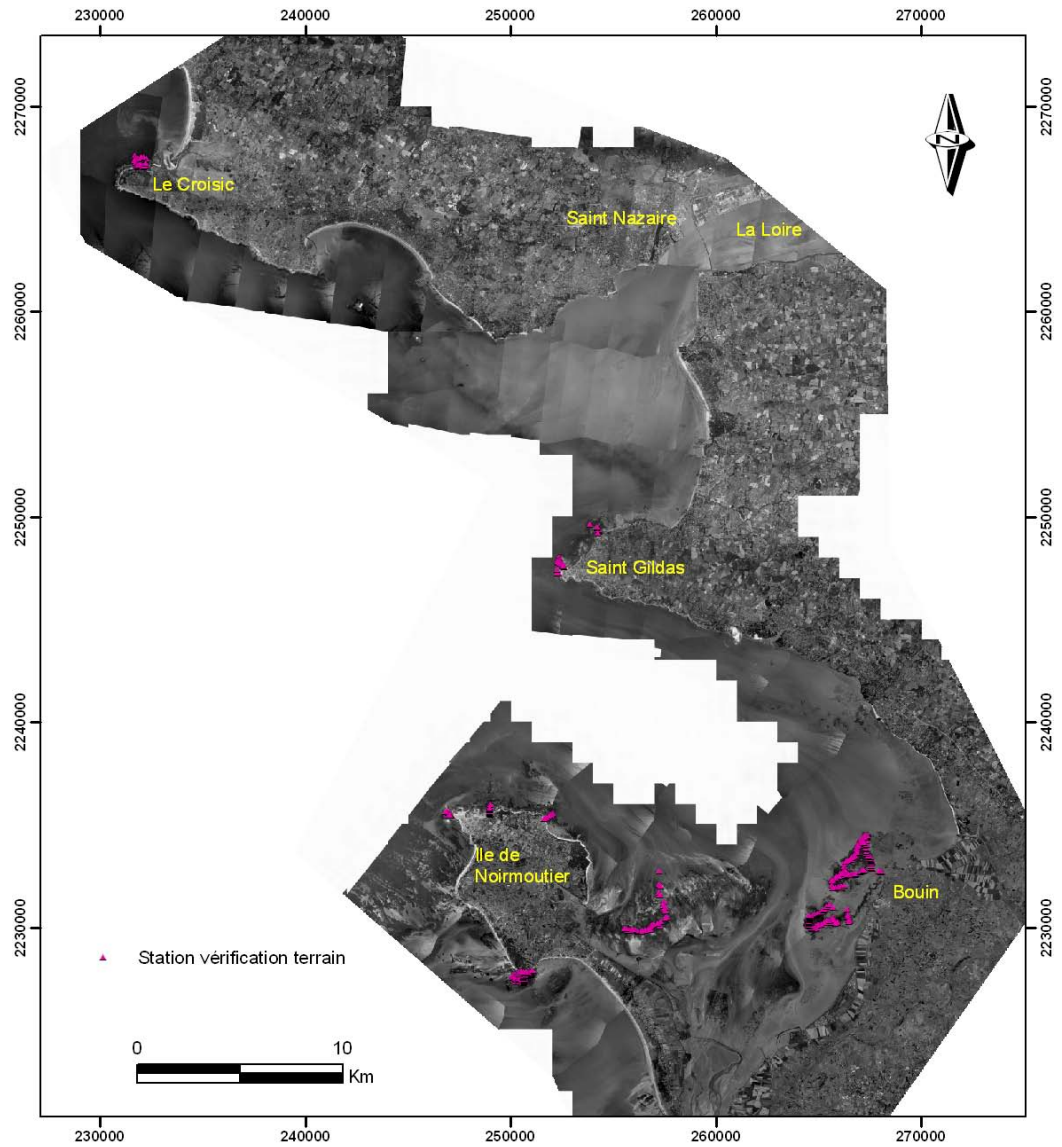 230000 240000 250000 260000 270000
2270000 2270000
N
Le Croisic
Saint Nazaire
La Loire
2260000 2260000
2250000 2250000
Saint Gildas
2240000 2240000
Ile de
Noirmoutier
Bouin
2230000 2230000
Station vérification terrain
0 10
Km
230000 240000 250000 260000 270000